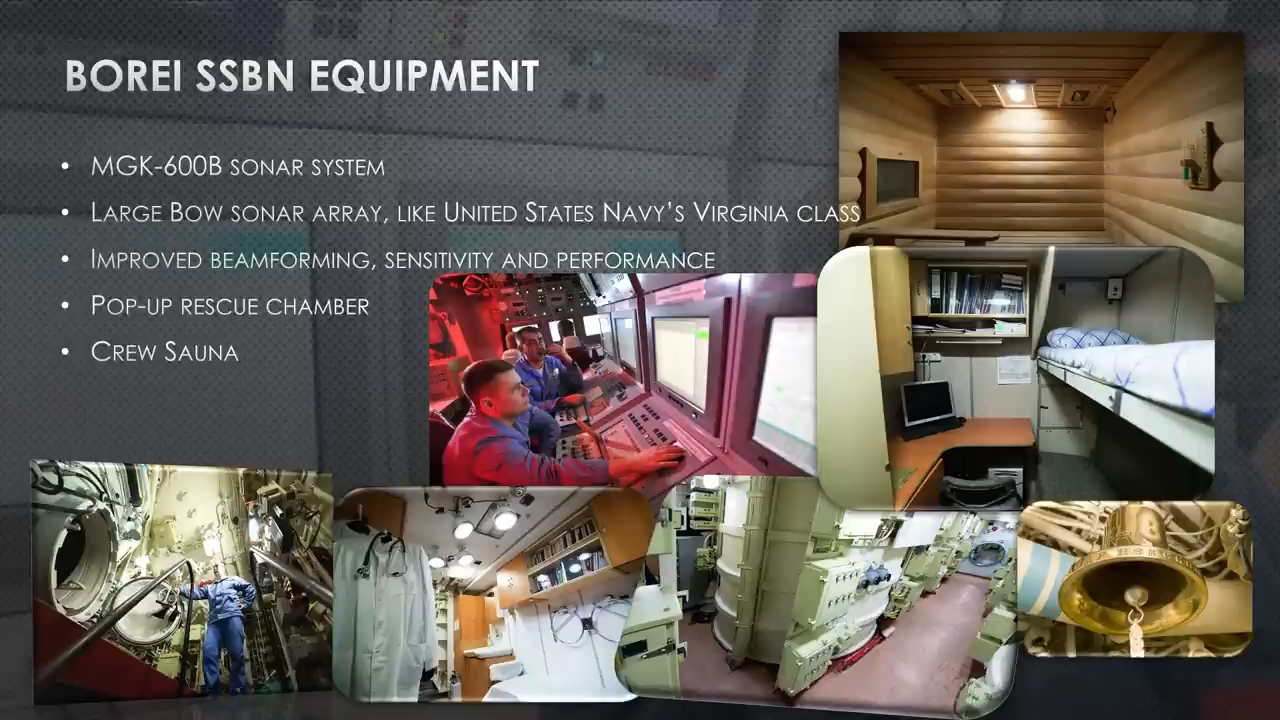 BOREI SSBN EQUIPMENT
• MGK-600B SONAR SYSTEM
• LARGE BOW SONAR ARRAY, LIKE UNITED STATES NAVY'S VIRGINIA CLASS
• IMPROVED BEAMFORMING, SENSITIVITY AND PERFORMANCE
• POP-UP RESCUE CHAMBER
• CREW SAUNA